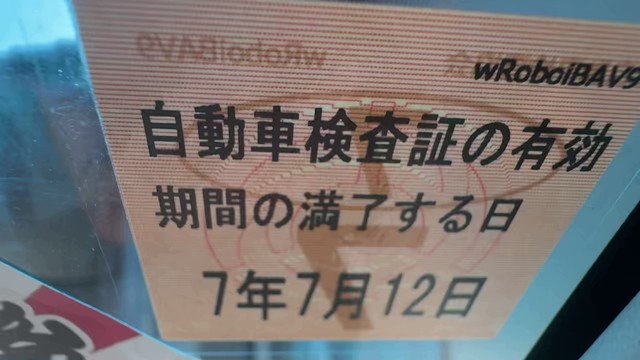 wRoboiBAV9
自動車検査証の有効
期間の満了する日
7年7月12日